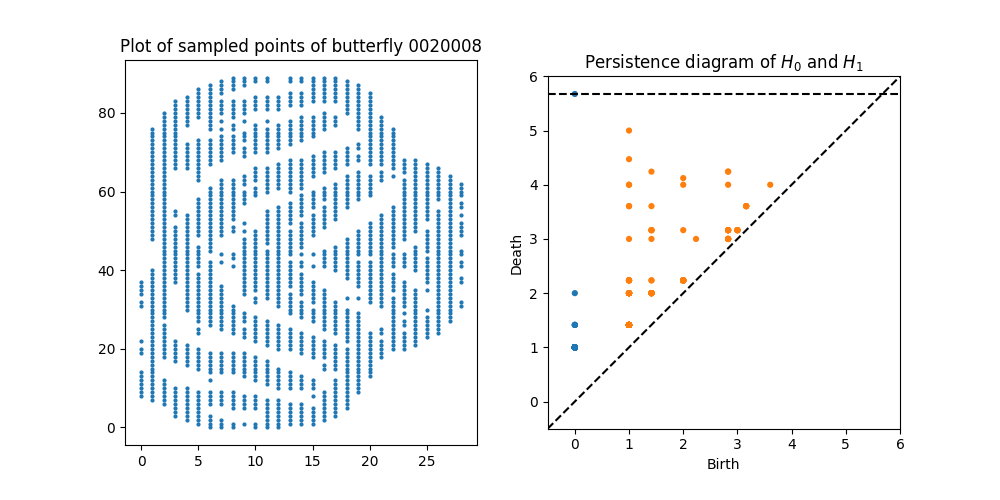 Plot of sampled points of butterfly 0020008
80
60
40
20
0
0 5 10 15 20 25
Persistence diagram of H₀ and H₁
Death
6
5
4
3
2
1
0
0 1 2 3 4 5 6
Birth